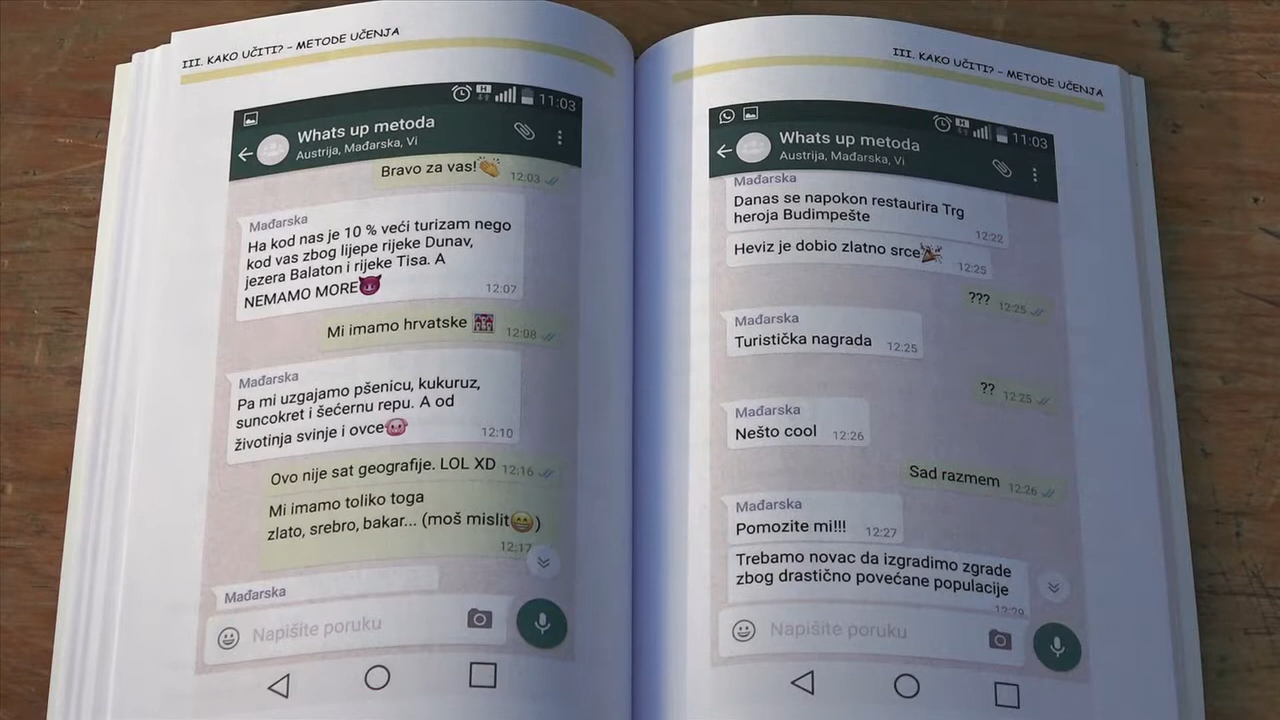 III. KAKO UČITI? – METODE UČENJA
H 11:03
Whats up metoda
Austrija, Mađarska, Vi
Bravo za vas!👏 12:03
Mađarska
Ha kod nas je 10 % veći turizam nego
kod vas zbog lijepe rijeke Dunav,
jezera Balaton i rijeke Tisa. A
NEMAMO MORE😈 12:07
Mi imamo hrvatske 🏰 12:08
Mađarska
Pa mi uzgajamo pšenicu, kukuruz,
suncokret i šećernu repu. A od
životinja svinje i ovce🐷 12:10
Ovo nije sat geografije. LOL XD 12:16
Mi imamo toliko toga
zlato, srebro, bakar... (moš mislit😄)
12:17
Mađarska
Napišite poruku
III. KAKO UČITI? – METODE UČENJA
H 11:03
Whats up metoda
Austrija, Mađarska, Vi
Mađarska
Danas se napokon restaurira Trg
heroja Budimpešte
12:22
Heviz je dobio zlatno srce🎉 12:25
??? 12:25
Mađarska
Turistička nagrada 12:25
?? 12:25
Mađarska
Nešto cool 12:26
Sad razmem 12:26
Mađarska
Pomozite mi!!! 12:27
Trebamo novac da izgradimo zgrade
zbog drastično povećane populacije
12:29
Napišite poruku